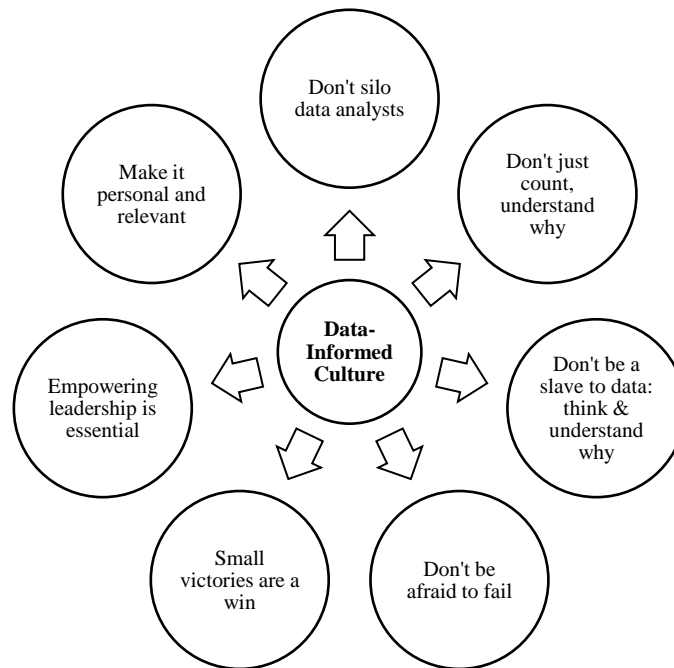 Don't silo
data analysts
Don't just
count,
understand
why
Don't be a
slave to data:
think &
understand
why
Don't be
afraid to fail
Small
victories are a
win
Empowering
leadership is
essential
Make it
personal and
relevant
Data-
Informed
Culture